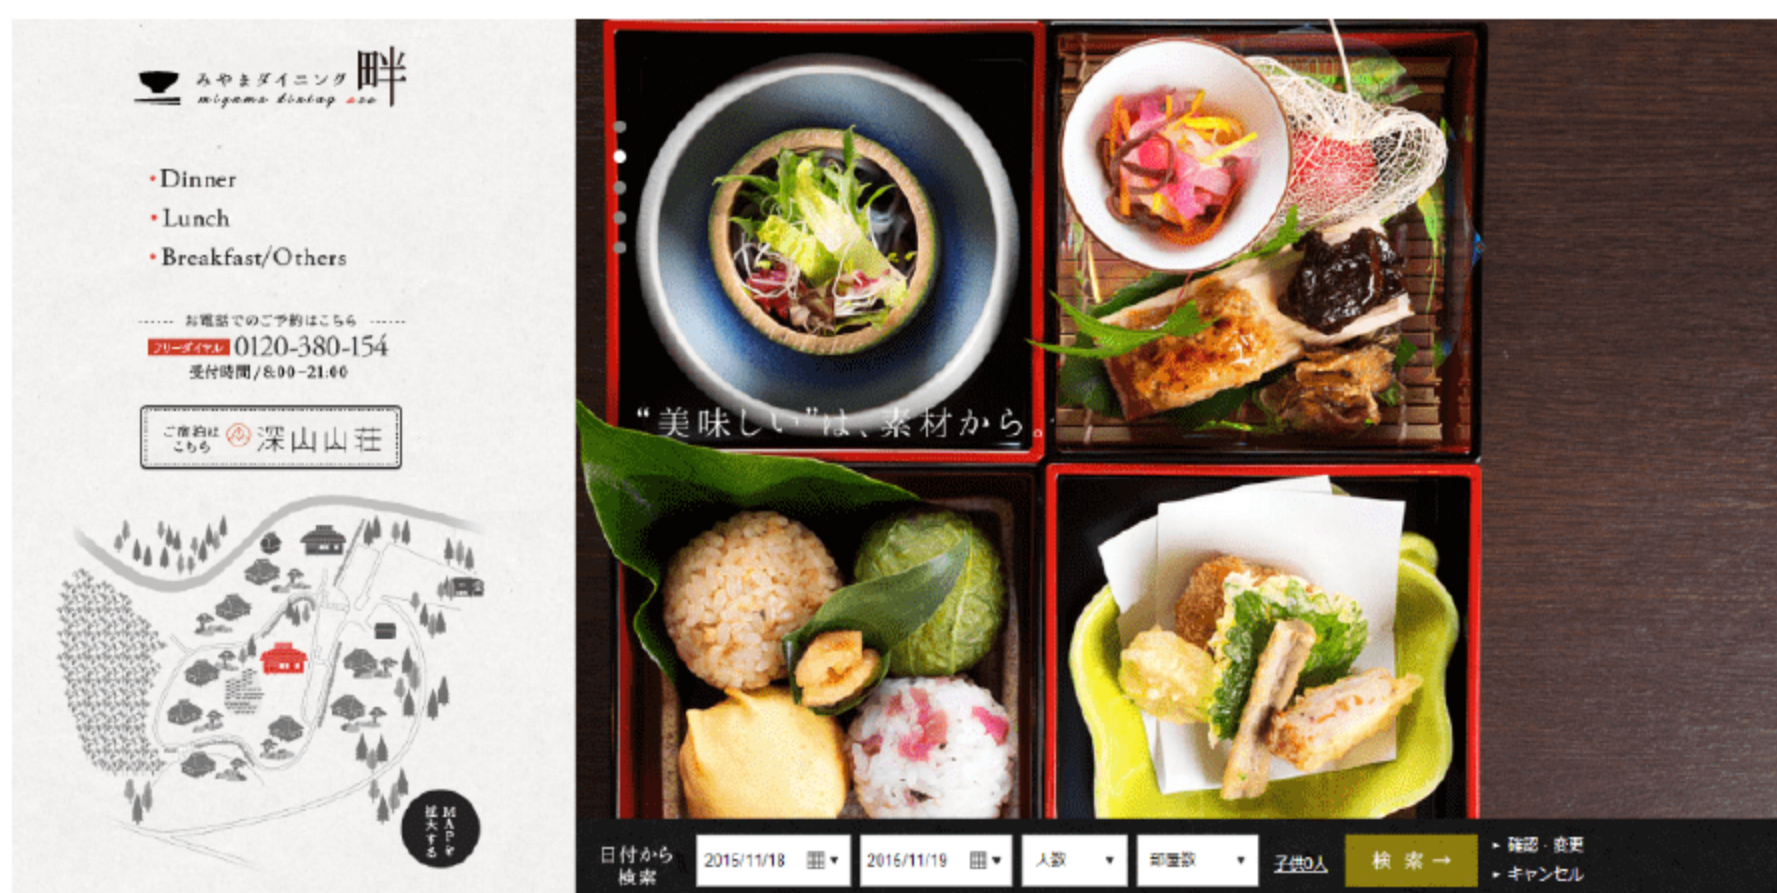 みやまダイニング 畔
miyama dining aze
Dinner
Lunch
Breakfast/Others
お電話でのご予約はこちら
フリーダイヤル 0120-380-154
受付時間/8:00-21:00
ご宿泊は
こちら
深山山荘
MAPを
拡大する
“美味しい”は、素材から。
日付から
検索
2015/11/18
2015/11/19
人数
部屋数
子供0人
検索→
確認・変更
キャンセル